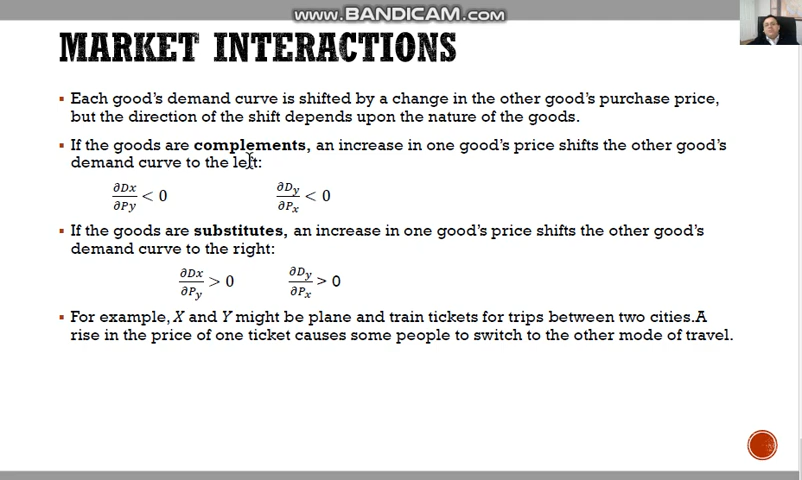 www.BANDICAM.com
MARKET INTERACTIONS
▪ Each good's demand curve is shifted by a change in the other good's purchase price,
but the direction of the shift depends upon the nature of the goods.
▪ If the goods are complements, an increase in one good's price shifts the other good's
demand curve to the left:
∂Dx/∂Py < 0 ∂Dy/∂Px < 0
▪ If the goods are substitutes, an increase in one good's price shifts the other good's
demand curve to the right:
∂Dx/∂Py > 0 ∂Dy/∂Px > 0
▪ For example, X and Y might be plane and train tickets for trips between two cities. A
rise in the price of one ticket causes some people to switch to the other mode of travel.